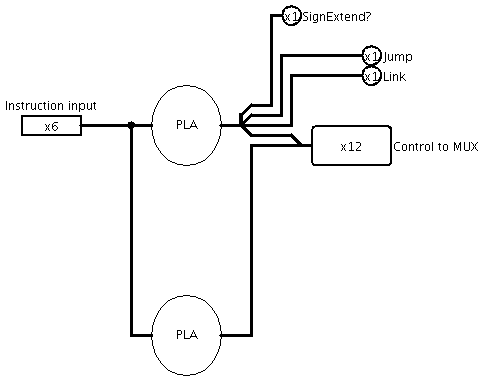 x1 SignExtend?
x1 Jump
x1 Link
Instruction input
x6
PLA
x12
Control to MUX
PLA